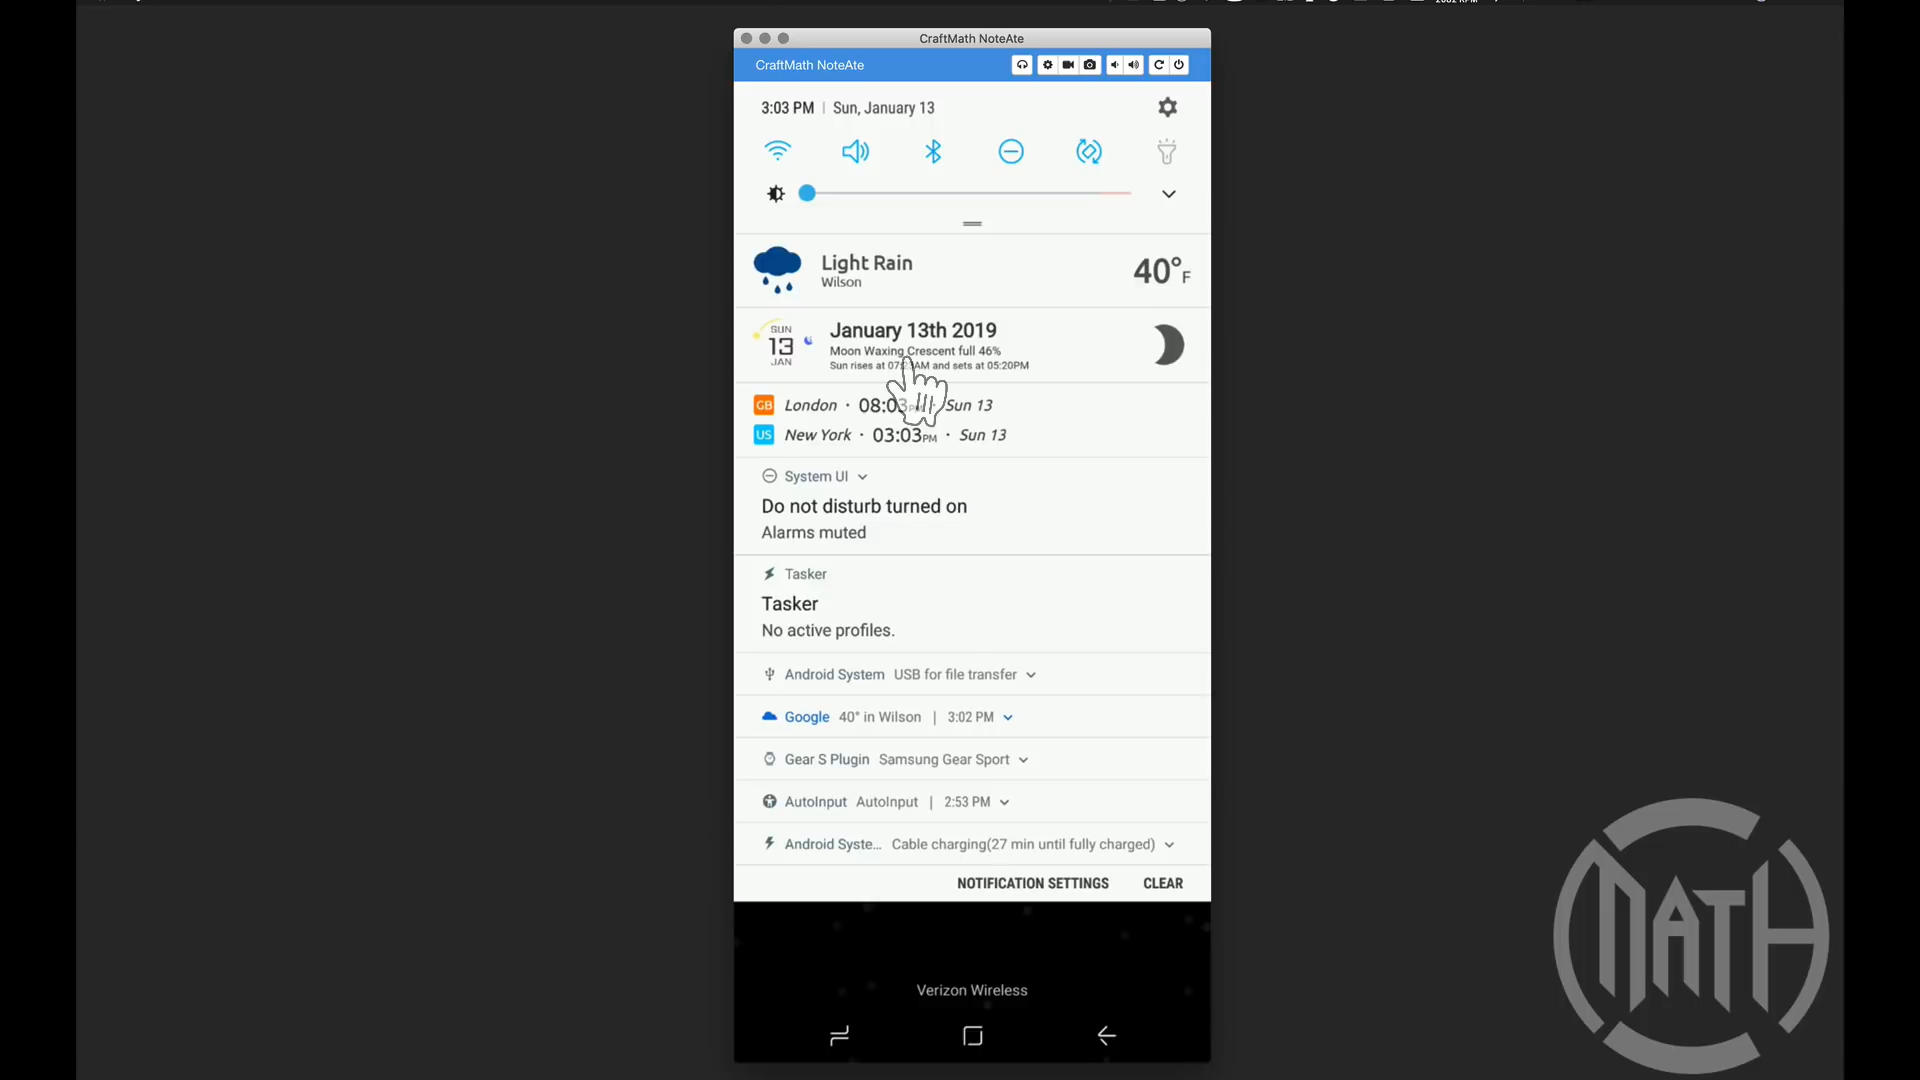 CraftMath NoteAte
CraftMath NoteAte
3:03 PM | Sun, January 13
Light Rain
Wilson
40°F
SUN
13
JAN
January 13th 2019
Moon Waxing Crescent full 46%
Sun rises at 07: AM and sets at 05:20PM
GB London · 08:03PM · Sun 13
US New York · 03:03PM · Sun 13
System UI
Do not disturb turned on
Alarms muted
Tasker
Tasker
No active profiles.
Android System USB for file transfer
Google 40° in Wilson | 3:02 PM
Gear S Plugin Samsung Gear Sport
AutoInput AutoInput | 2:53 PM
Android Syste... Cable charging(27 min until fully charged)
NOTIFICATION SETTINGS CLEAR
Verizon Wireless
MATH